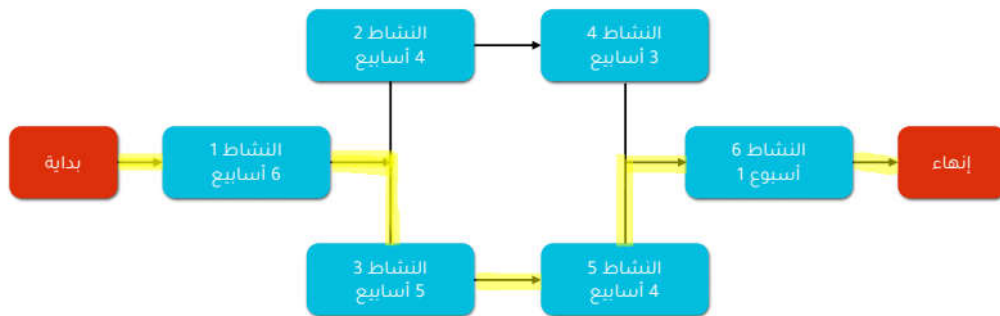 النشاط 2
4 أسابيع
النشاط 4
3 أسابيع
بداية
النشاط 1
6 أسابيع
النشاط 6
أسبوع 1
إنهاء
النشاط 3
5 أسابيع
النشاط 5
4 أسابيع